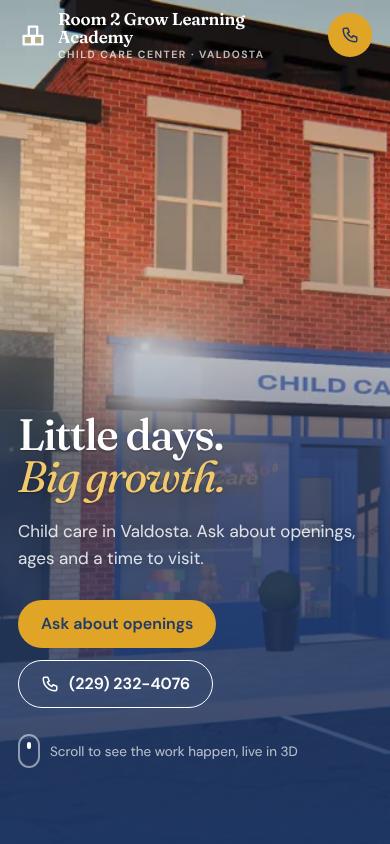 Room 2 Grow Learning
Academy
CHILD CARE CENTER · VALDOSTA
CHILD CA
Care
Little days.
Big growth.
Child care in Valdosta. Ask about openings,
ages and a time to visit.
Ask about openings
(229) 232-4076
Scroll to see the work happen, live in 3D